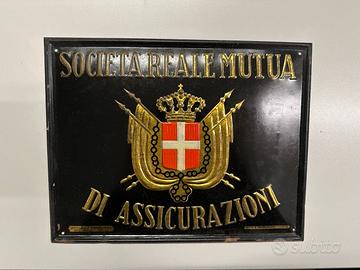 SOCIETÀ REALE MUTUA
DI ASSICURAZIONI
subito